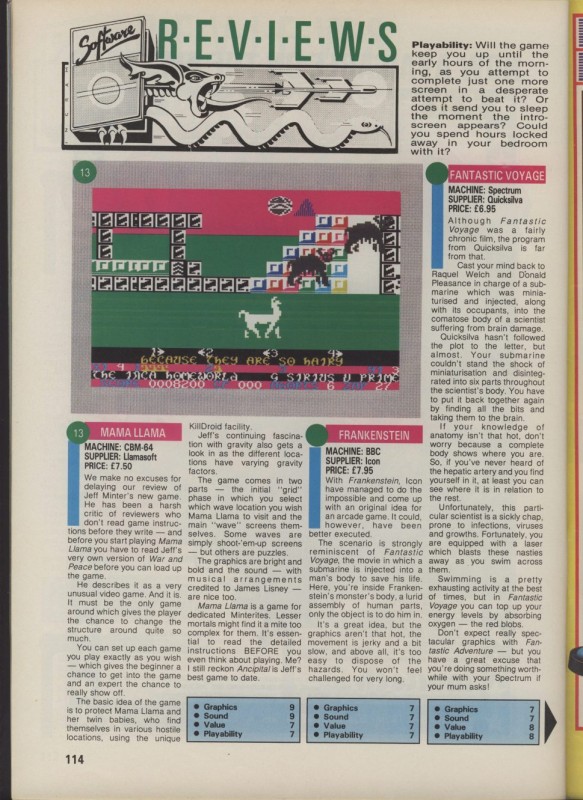 Software
R·E·V·I·E·W·S
Playability: Will the game
keep you up until the
early hours of the morn-
ing, as you attempt to
complete just one more
screen in a desperate
attempt to beat it? Or
does it send you to sleep
the moment the intro-
screen appears? Could
you spend hours locked
away in your bedroom
with it?
13
1 2 3 4
BECAUSE THEY ARE SO HAIRY
THE INCA HOMEWORLD G SIRIUS V PRIME
0008200 000 6 27
13 MAMA LLAMA
MACHINE: CBM-64
SUPPLIER: Llamasoft
PRICE: £7.50
We make no excuses for
delaying our review of
Jeff Minter's new game.
He has been a harsh
critic of reviewers who
don't read game instruc-
tions before they write — and
before you start playing Mama
Llama you have to read Jeff's
very own version of War and
Peace before you can load up
the game.
He describes it as a very
unusual video game. And it is.
It must be the only game
around which gives the player
the chance to change the
structure around quite so
much.
You can set up each game
you play exactly as you wish
— which gives the beginner a
chance to get into the game
and an expert the chance to
really show off.
The basic idea of the game
is to protect Mama Llama and
her twin babies, who find
themselves in various hostile
locations, using the unique
KillDroid facility.
Jeff's continuing fascina-
tion with gravity also gets a
look in as the different loca-
tions have varying gravity
factors.
The game comes in two
parts — the initial "grid"
phase in which you select
which wave location you wish
Mama Llama to visit and the
main "wave" screens them-
selves. Some waves are
simply shoot-'em-up screens
— but others are puzzles.
The graphics are bright and
bold and the sound — with
musical arrangements
credited to James Lisney —
are nice too.
Mama Llama is a game for
dedicated Minterites. Lesser
mortals might find it a mite too
complex for them. It's essen-
tial to read the detailed
instructions BEFORE you
even think about playing. Me?
I still reckon Ancipital is Jeff's
best game to date.
● Graphics 9
● Sound 9
● Value 7
● Playability 7
FRANKENSTEIN
MACHINE: BBC
SUPPLIER: Icon
PRICE: £7.95
With Frankenstein, Icon
have managed to do the
impossible and come up
with an original idea for
an arcade game. It could,
however, have been
better executed.
The scenario is strongly
reminiscent of Fantastic
Voyage, the movie in which a
submarine is injected into a
man's body to save his life.
Here, you're inside Franken-
stein's monster's body, a lurid
assembly of human parts,
only the object is to do him in.
It's a great idea, but the
graphics aren't that hot, the
movement is jerky and a bit
slow, and above all, it's too
easy to dispose of the
hazards. You won't feel
challenged for very long.
● Graphics 7
● Sound 7
● Value 7
● Playability 7
FANTASTIC VOYAGE
MACHINE: Spectrum
SUPPLIER: Quicksilva
PRICE: £6.95
Although Fantastic
Voyage was a fairly
chronic film, the program
from Quicksilva is far
from that.
Cast your mind back to
Raquel Welch and Donald
Pleasance in charge of a sub-
marine which was minia-
turised and injected, along
with its occupants, into the
comatose body of a scientist
suffering from brain damage.
Quicksilva hasn't followed
the plot to the letter, but
almost. Your submarine
couldn't stand the shock of
miniaturisation and disinteg-
rated into six parts throughout
the scientist's body. You have
to put it back together again
by finding all the bits and
taking them to the brain.
If your knowledge of
anatomy isn't that hot, don't
worry because a complete
body shows where you are.
So, if you've never heard of
the hepatic artery and you find
yourself in it, at least you can
see where it is in relation to
the rest.
Unfortunately, this parti-
cular scientist is a sickly chap,
prone to infections, viruses
and growths. Fortunately, you
are equipped with a laser
which blasts these nasties
away as you swim across
them.
Swimming is a pretty
exhausting activity at the best
of times, but in Fantastic
Voyage you can top up your
energy levels by absorbing
oxygen — the red blobs.
Don't expect really spec-
tacular graphics with Fan-
tastic Adventure — but you
have a great excuse that
you're doing something worth-
while with your Spectrum if
your mum asks!
● Graphics 7
● Sound 7
● Value 8
● Playability 8
114